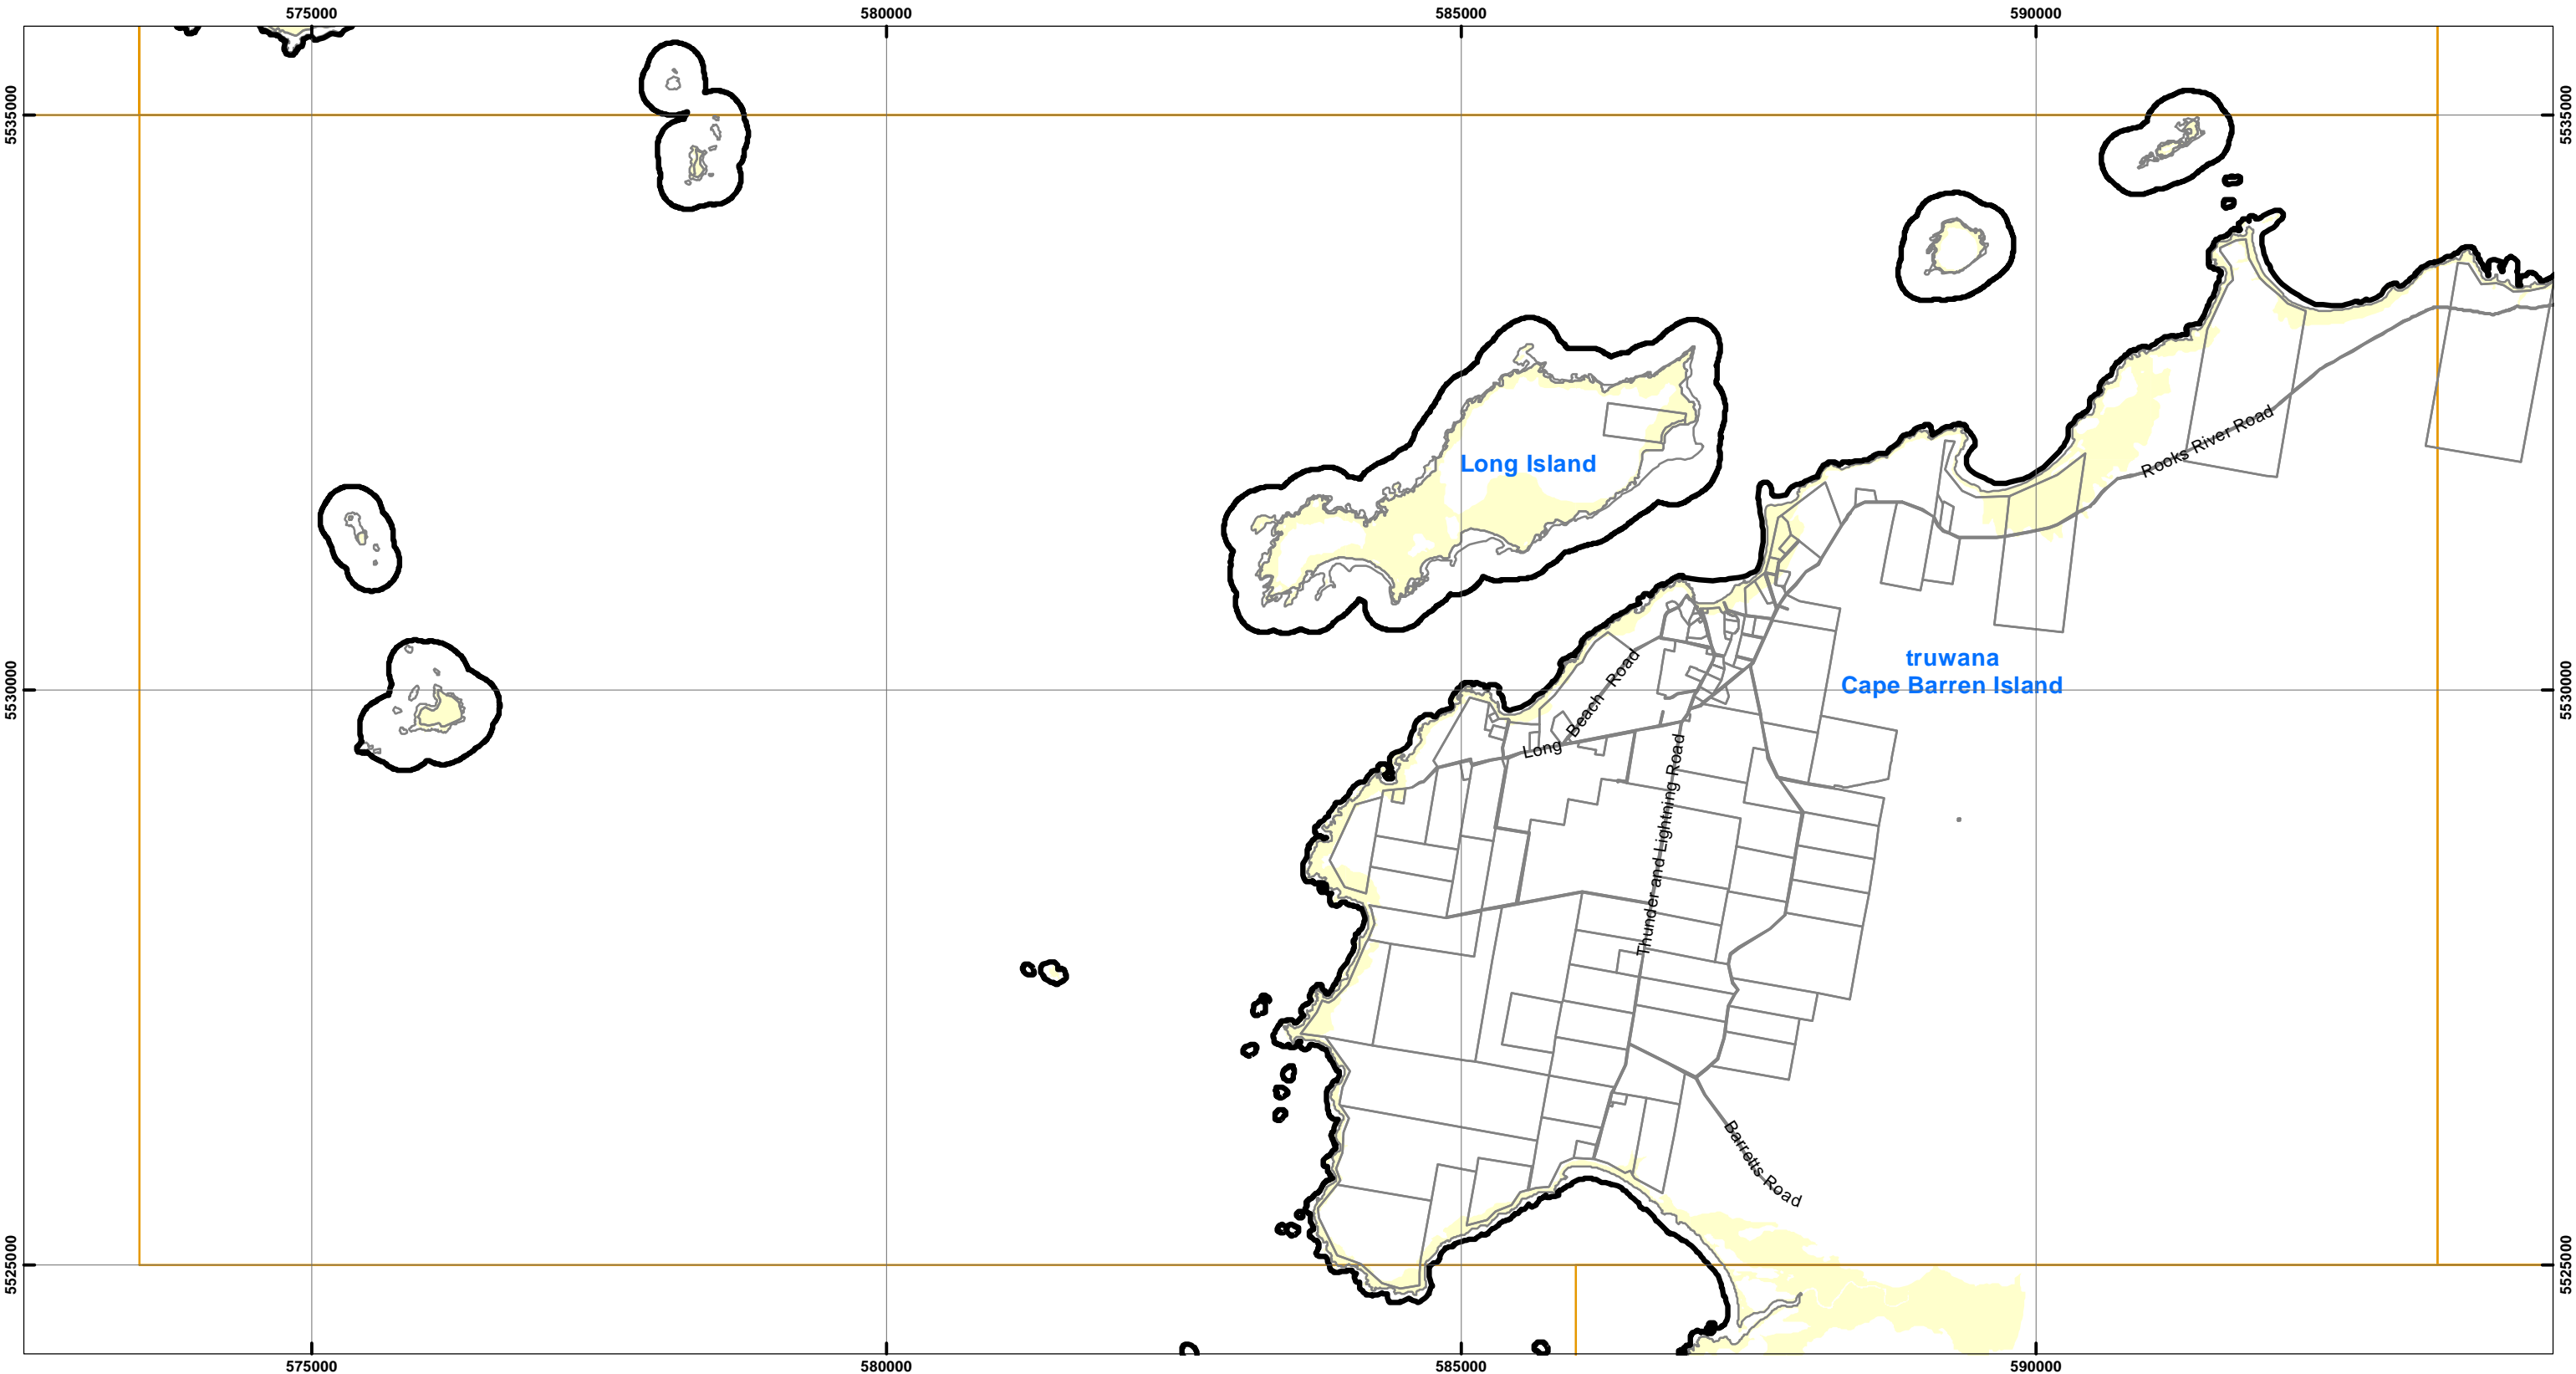 575000
580000
585000
590000
5535000
5535000
Rooks River Road
Long Island
truwana
Cape Barren Island
5530000
5530000
Long Beach Road
Thunder and Lightning Road
Barretts Road
5525000
5525000
575000
580000
585000
590000